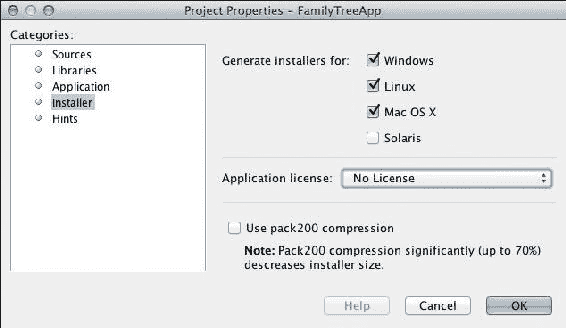 Project Properties - FamilyTreeApp
Categories:
Sources
Libraries
Application
Installer
Hints
Generate installers for:
Windows
Linux
Mac OS X
Solaris
Application license:
No License
Use pack200 compression
Note: Pack200 compression significantly (up to 70%)
descreases installer size.
Help
Cancel
OK